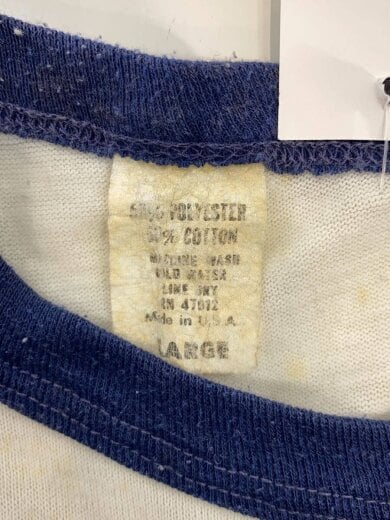 50% POLYESTER
50% COTTON
MACHINE WASH
COLD WATER
LINE DRY
RN 47012
Made in U.S.A.
LARGE